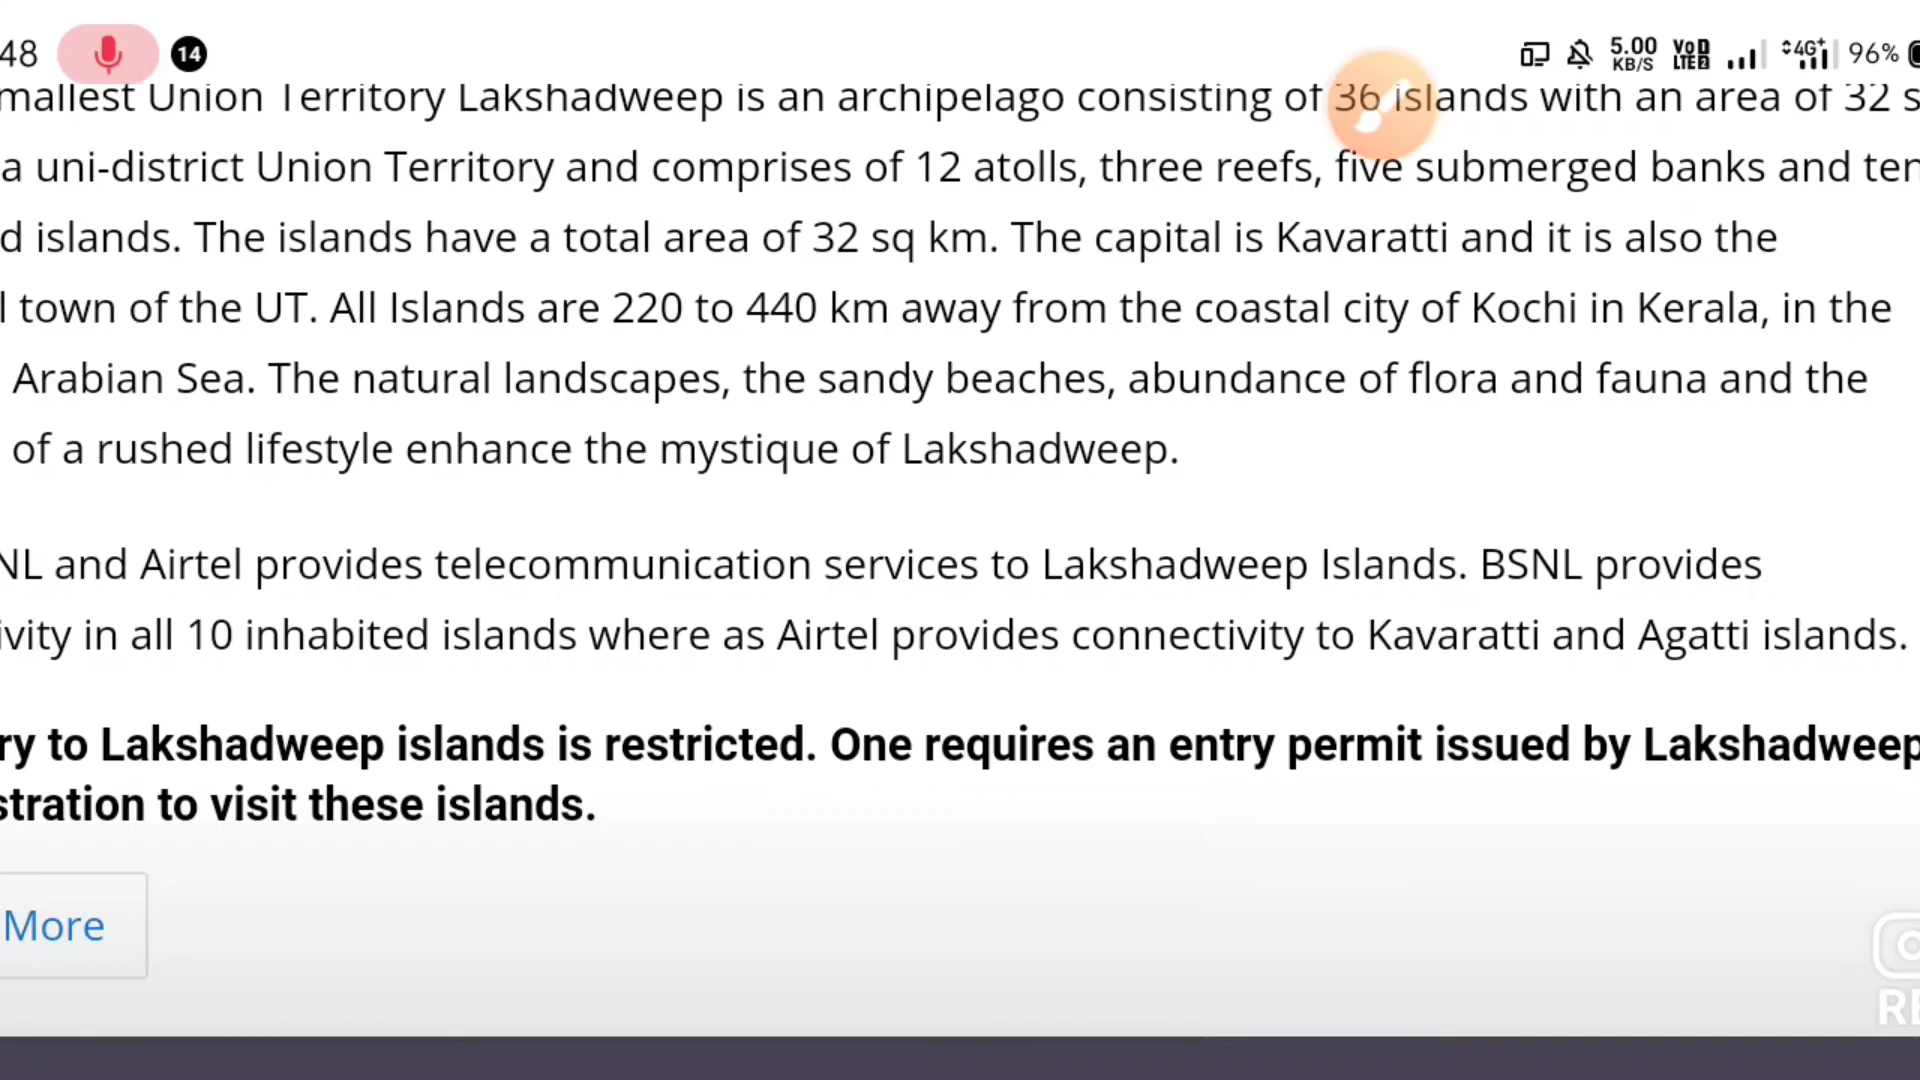 48 14 5.00 KB/S VoD LTE2 4G+ 96%
mallest Union Territory Lakshadweep is an archipelago consisting of 36 islands with an area of 32 s
a uni-district Union Territory and comprises of 12 atolls, three reefs, five submerged banks and ten
d islands. The islands have a total area of 32 sq km. The capital is Kavaratti and it is also the
l town of the UT. All Islands are 220 to 440 km away from the coastal city of Kochi in Kerala, in the
Arabian Sea. The natural landscapes, the sandy beaches, abundance of flora and fauna and the
of a rushed lifestyle enhance the mystique of Lakshadweep.
NL and Airtel provides telecommunication services to Lakshadweep Islands. BSNL provides
ivity in all 10 inhabited islands where as Airtel provides connectivity to Kavaratti and Agatti islands.
ry to Lakshadweep islands is restricted. One requires an entry permit issued by Lakshadweep
stration to visit these islands.
More
RE